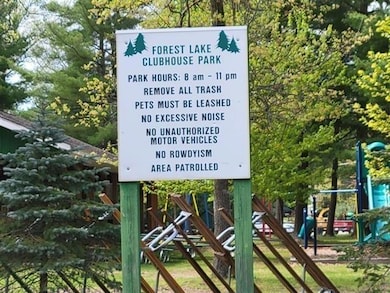 FOREST LAKE
CLUBHOUSE PARK
PARK HOURS: 8 am - 11 pm
REMOVE ALL TRASH
PETS MUST BE LEASHED
NO EXCESSIVE NOISE
NO UNAUTHORIZED
MOTOR VEHICLES
NO ROWDYISM
AREA PATROLLED